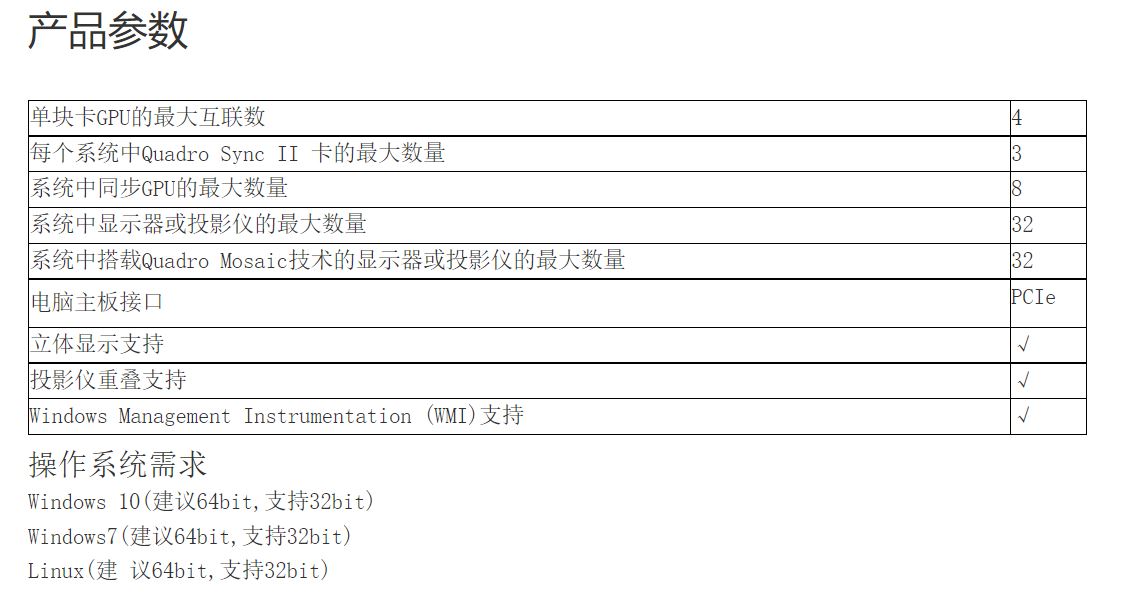 产品参数
单块卡GPU的最大互联数 4
每个系统中Quadro Sync II 卡的最大数量 3
系统中同步GPU的最大数量 8
系统中显示器或投影仪的最大数量 32
系统中搭载Quadro Mosaic技术的显示器或投影仪的最大数量 32
电脑主板接口 PCIe
立体显示支持 √
投影仪重叠支持 √
Windows Management Instrumentation (WMI)支持 √
操作系统需求
Windows 10(建议64bit,支持32bit)
Windows7(建议64bit,支持32bit)
Linux(建 议64bit,支持32bit)